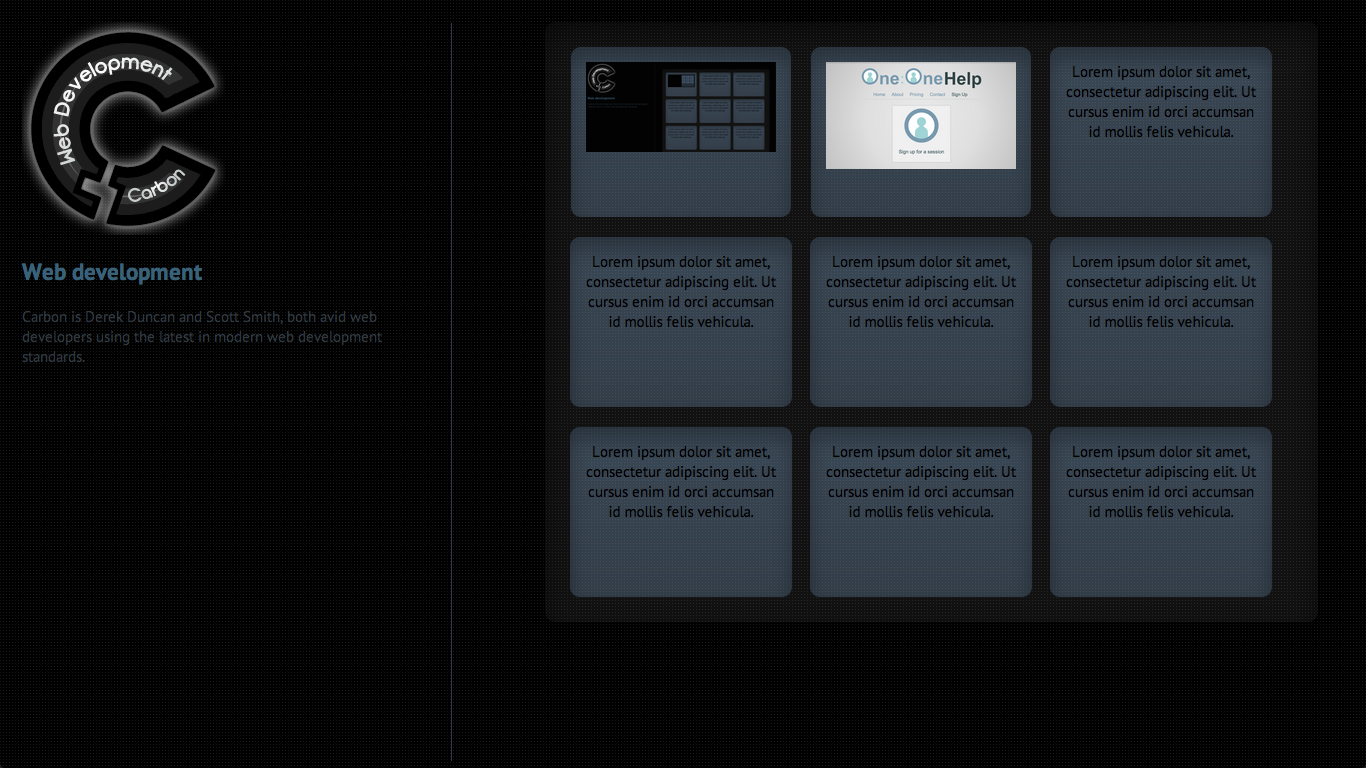 Web Development
Carbon
Web development
Carbon is Derek Duncan and Scott Smith, both avid web
developers using the latest in modern web development
standards.
One:OneHelp
Home About Pricing Contact Sign Up
Sign up for a session
Lorem ipsum dolor sit amet,
consectetur adipiscing elit. Ut
cursus enim id orci accumsan
id mollis felis vehicula.
Lorem ipsum dolor sit amet,
consectetur adipiscing elit. Ut
cursus enim id orci accumsan
id mollis felis vehicula.
Lorem ipsum dolor sit amet,
consectetur adipiscing elit. Ut
cursus enim id orci accumsan
id mollis felis vehicula.
Lorem ipsum dolor sit amet,
consectetur adipiscing elit. Ut
cursus enim id orci accumsan
id mollis felis vehicula.
Lorem ipsum dolor sit amet,
consectetur adipiscing elit. Ut
cursus enim id orci accumsan
id mollis felis vehicula.
Lorem ipsum dolor sit amet,
consectetur adipiscing elit. Ut
cursus enim id orci accumsan
id mollis felis vehicula.
Lorem ipsum dolor sit amet,
consectetur adipiscing elit. Ut
cursus enim id orci accumsan
id mollis felis vehicula.